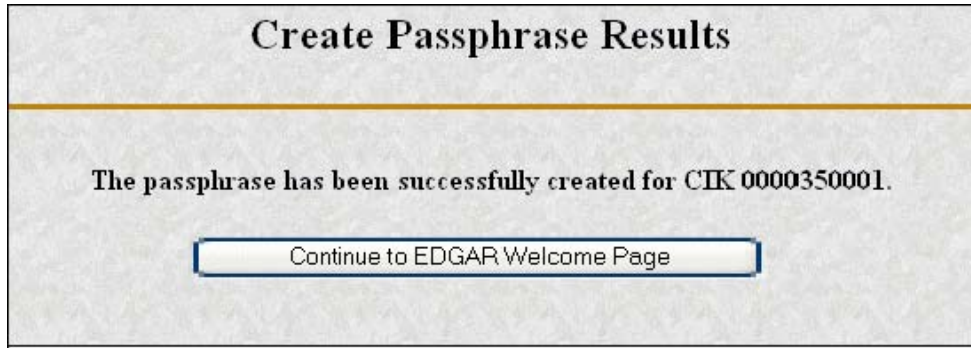 Create Passphrase Results
The passphrase has been successfully created for CIK 0000350001.
Continue to EDGAR Welcome Page